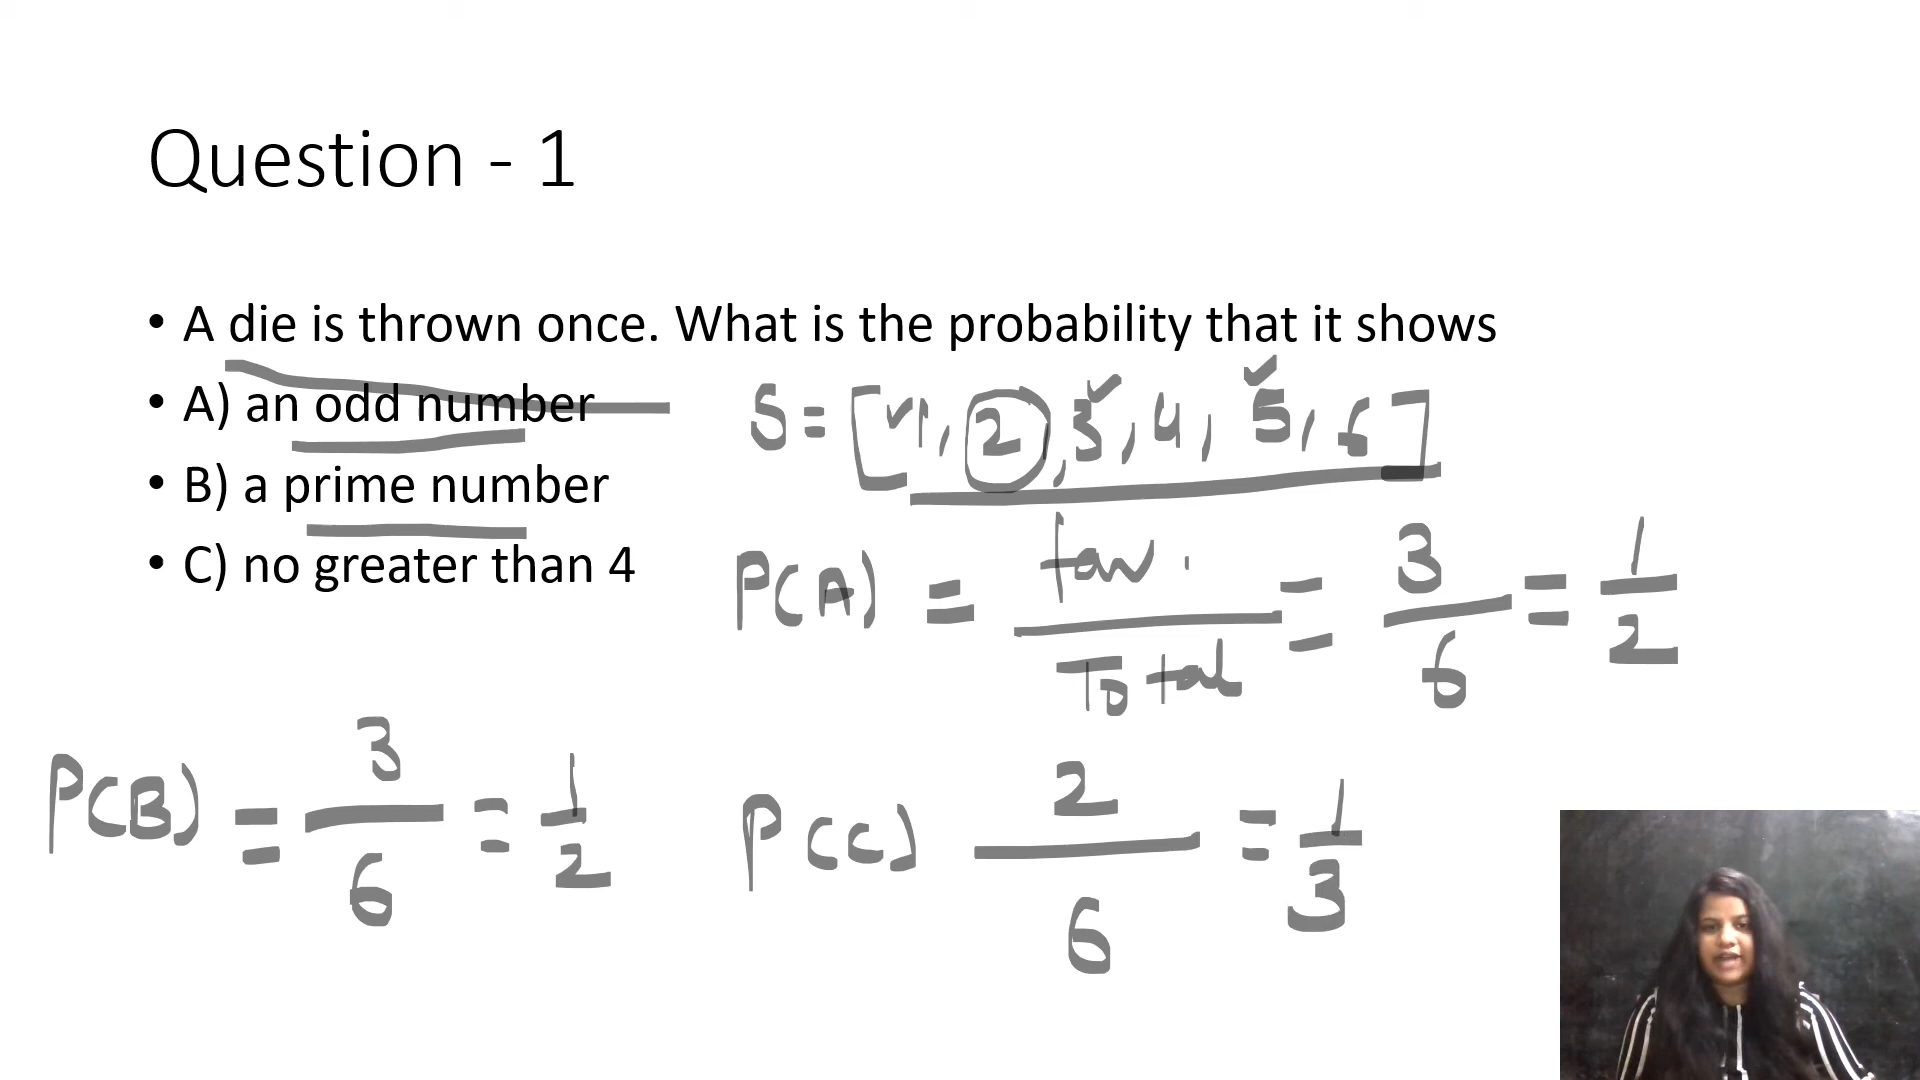 Question - 1
• A die is thrown once. What is the probability that it shows
• A) an odd number
S = [1, 2, 3, 4, 5, 6]
• B) a prime number
• C) no greater than 4
P(A) = fav. / Total = 3/6 = 1/2
P(B) = 3/6 = 1/2
P(C) 2/6 = 1/3